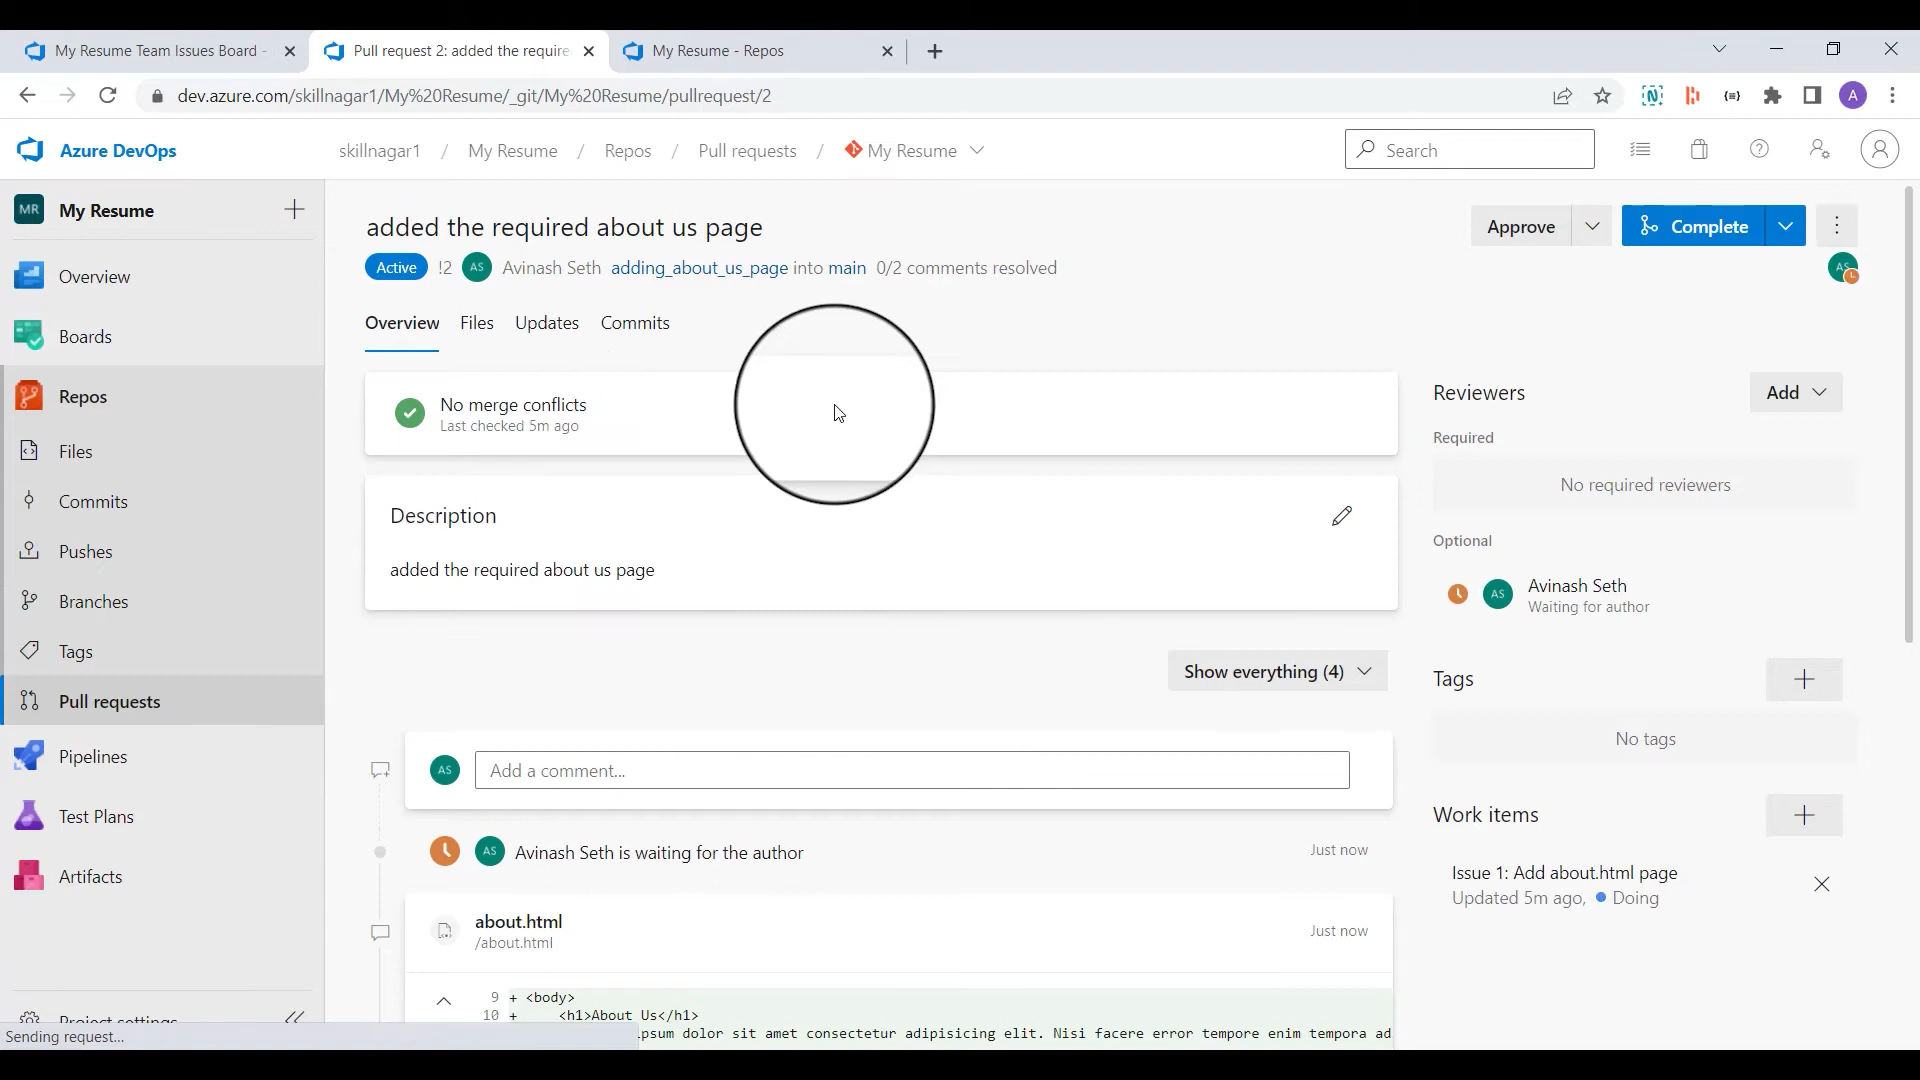 My Resume Team Issues Board -
Pull request 2: added the require
My Resume - Repos
dev.azure.com/skillnagar1/My%20Resume/_git/My%20Resume/pullrequest/2
A
Azure DevOps
skillnagar1 / My Resume / Repos / Pull requests / My Resume
Search
MR My Resume
Overview
Boards
Repos
Files
Commits
Pushes
Branches
Tags
Pull requests
Pipelines
Test Plans
Artifacts
Project settings
Sending request...
added the required about us page
Approve
Complete
Active !2 AS Avinash Seth adding_about_us_page into main 0/2 comments resolved
AS
Overview Files Updates Commits
No merge conflicts
Last checked 5m ago
Description
added the required about us page
Show everything (4)
AS Add a comment...
AS Avinash Seth is waiting for the author Just now
about.html
/about.html
Just now
9 + <body>
10 + <h1>About Us</h1>
ipsum dolor sit amet consectetur adipisicing elit. Nisi facere error tempore enim tempora ad
Reviewers
Add
Required
No required reviewers
Optional
AS Avinash Seth
Waiting for author
Tags
No tags
Work items
Issue 1: Add about.html page
Updated 5m ago, Doing